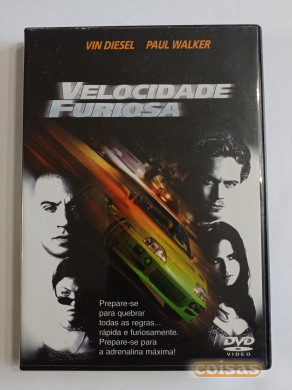 VIN DIESEL PAUL WALKER
VELOCIDADE
FURIOSA
Prepare-se
para quebrar
todas as regras...
rápida e furiosamente.
Prepare-se para
a adrenalina máxima!
DVD
VIDEO
coisas